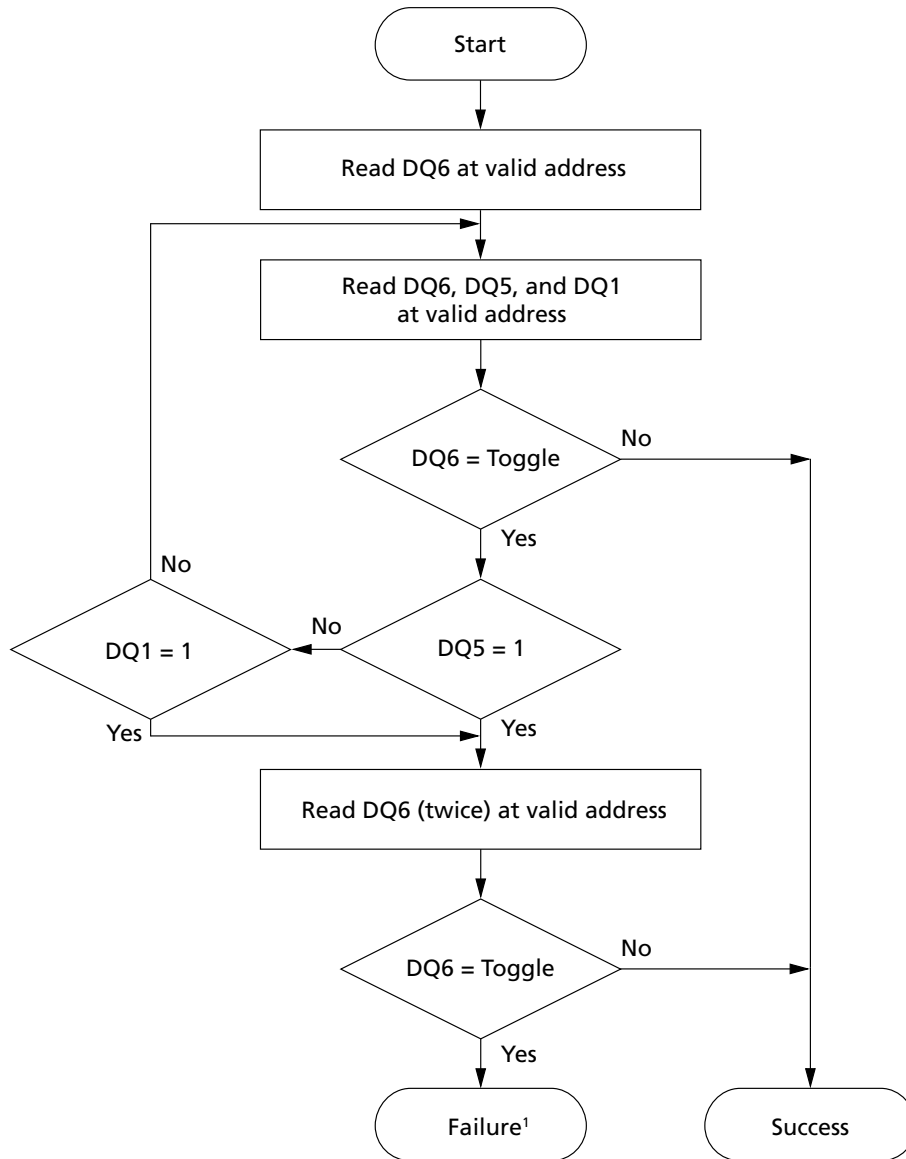 Start
Read DQ6 at valid address
Read DQ6, DQ5, and DQ1
at valid address
DQ6 = Toggle
No
Yes
No
DQ1 = 1
No
DQ5 = 1
Yes
Yes
Read DQ6 (twice) at valid address
DQ6 = Toggle
No
Yes
Failure¹
Success